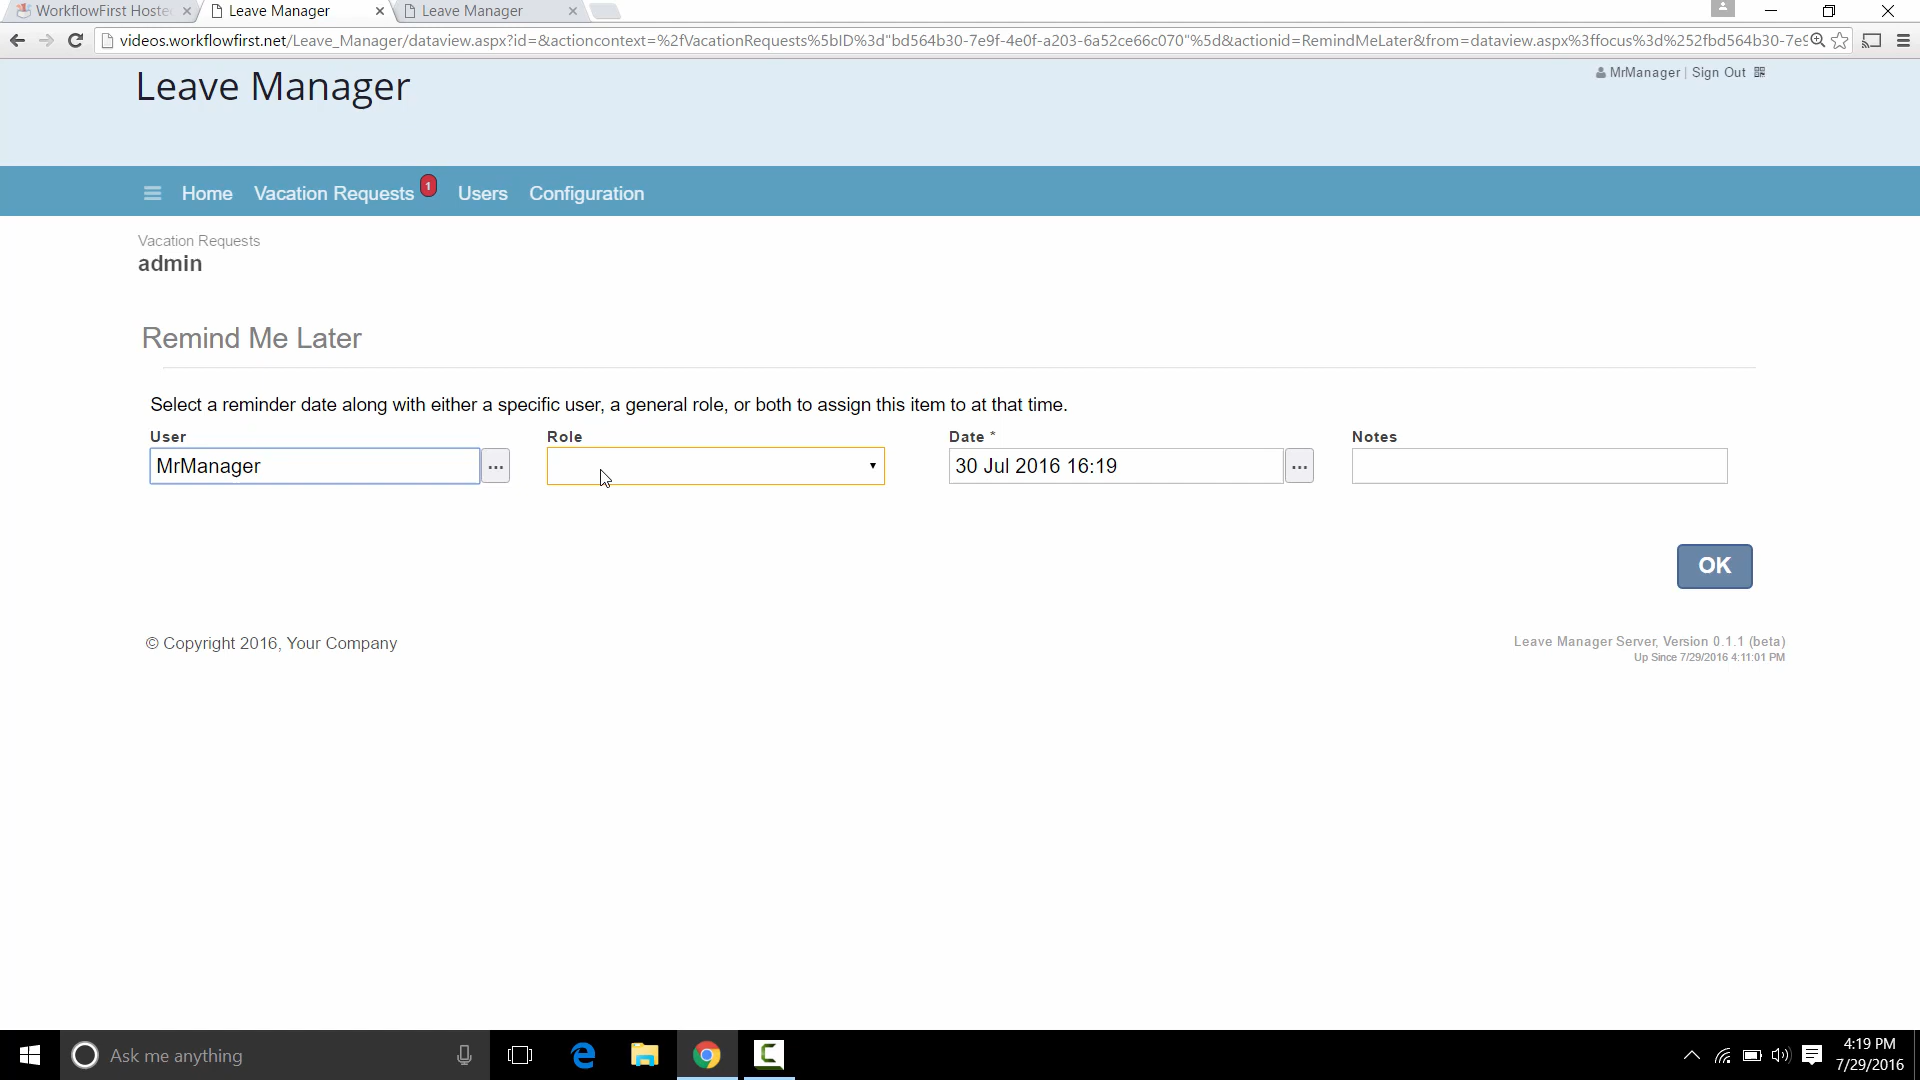 WorkflowFirst Hoste
Leave Manager
Leave Manager
videos.workflowfirst.net/Leave_Manager/dataview.aspx?id=&actioncontext=%2fVacationRequests%5bID%3d"bd564b30-7e9f-4e0f-a203-6a52ce66c070"%5d&actionid=RemindMeLater&from=dataview.aspx%3ffocus%3d%252fbd564b30-7e9
Leave Manager
MrManager | Sign Out
Home Vacation Requests 1 Users Configuration
Vacation Requests
admin
Remind Me Later
Select a reminder date along with either a specific user, a general role, or both to assign this item to at that time.
User Role Date * Notes
MrManager ... 30 Jul 2016 16:19 ...
OK
© Copyright 2016, Your Company
Leave Manager Server, Version 0.1.1 (beta)
Up Since 7/29/2016 4:11:01 PM
Ask me anything
4:19 PM
7/29/2016